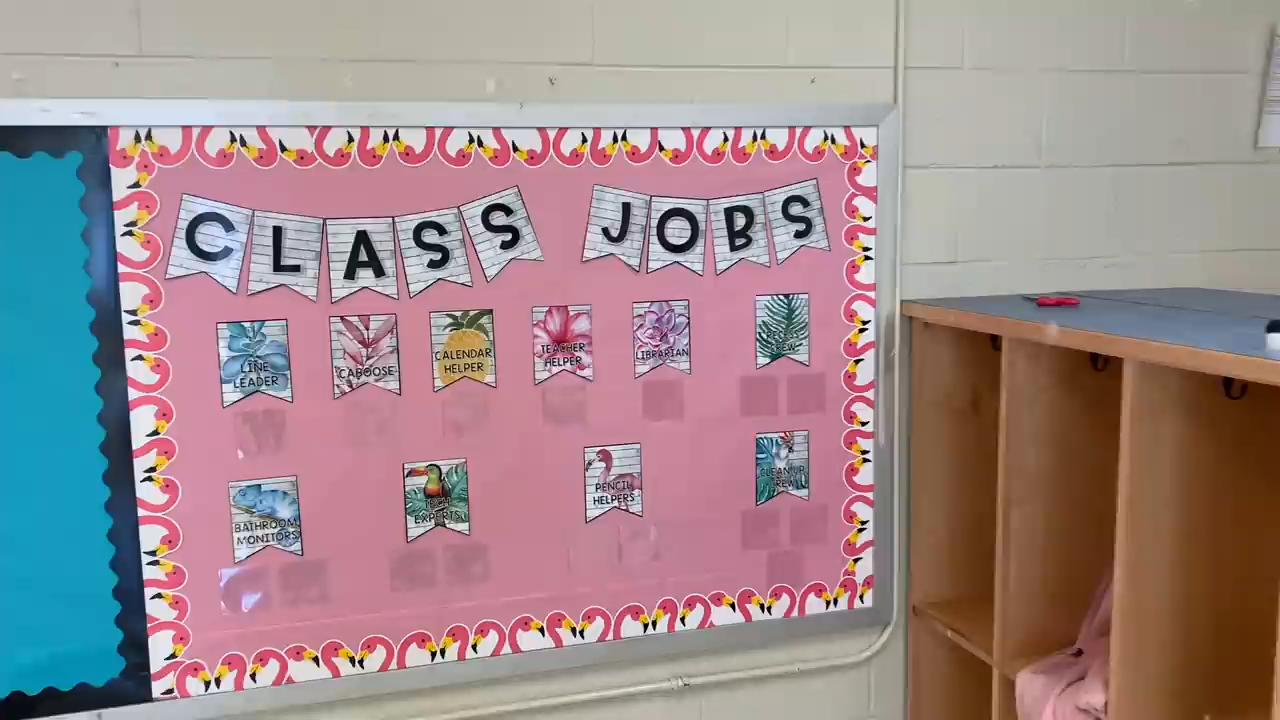 CLASS JOBS
LINE
LEADER
CABOOSE
CALENDAR
HELPER
TEACHER
HELPER
LIBRARIAN
CREW
BATHROOM
MONITORS
TECH
EXPERTS
PENCIL
HELPERS
CLEAN UP
CREW